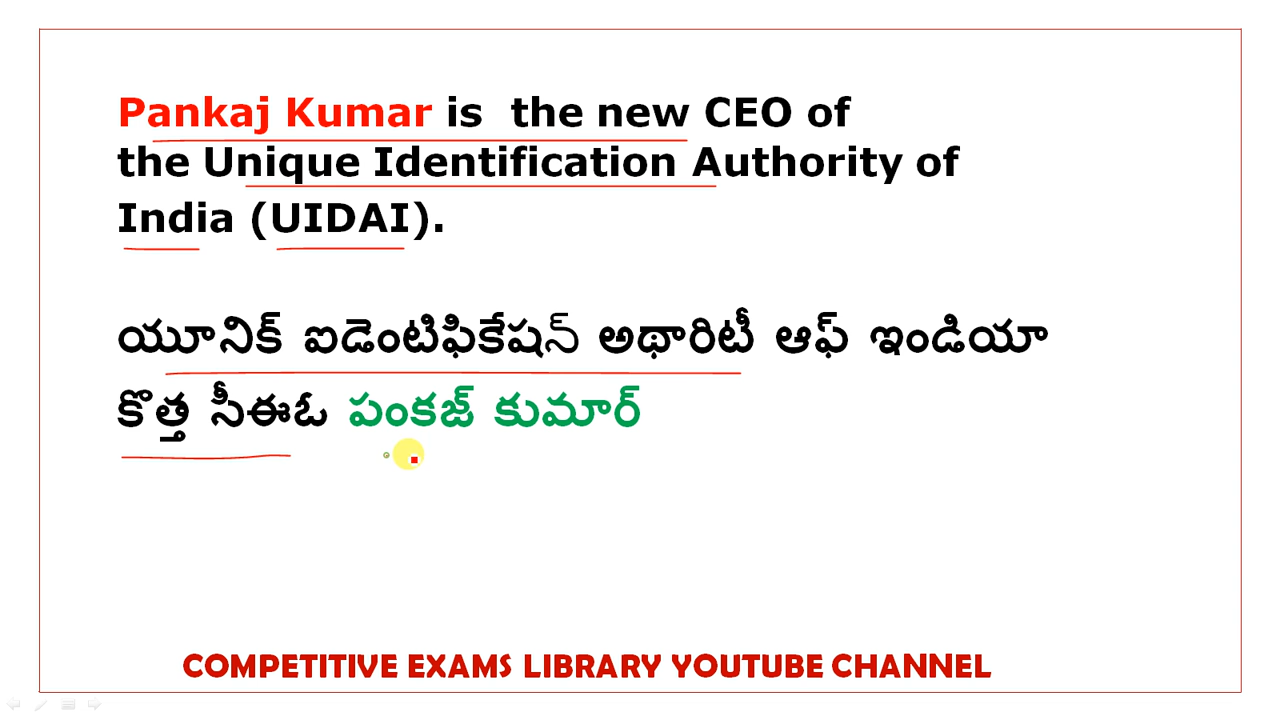 Pankaj Kumar is the new CEO of
the Unique Identification Authority of
India (UIDAI).
యూనిక్ ఐడెంటిఫికేషన్ అథారిటీ ఆఫ్ ఇండియా
కొత్త సీఈఓ పంకజ్ కుమార్
COMPETITIVE EXAMS LIBRARY YOUTUBE CHANNEL